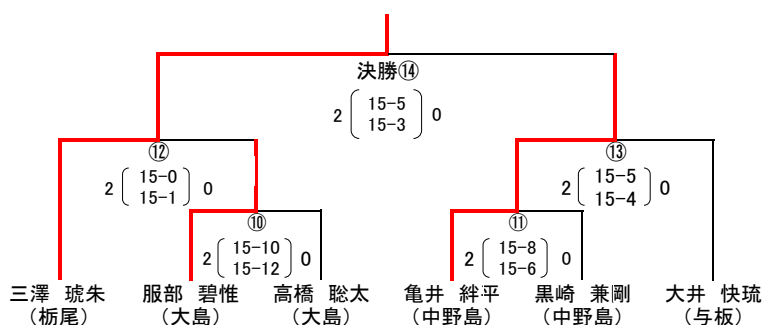 決勝⑭
2 15-5 0
15-3
⑫ ⑬
2 15-0 0 2 15-5 0
15-1 15-4
⑩ ⑪
2 15-10 0 2 15-8 0
15-12 15-6
三澤 琥朱 服部 碧惟 高橋 聡太 亀井 絆平 黒崎 兼剛 大井 快琉
（栃尾） （大島） （大島） （中野島） （中野島） （与板）